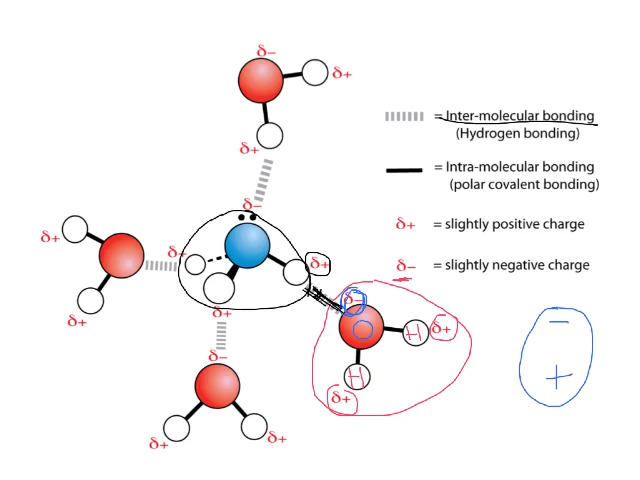 δ−
δ+
δ+
= Inter-molecular bonding
(Hydrogen bonding)
= Intra-molecular bonding
(polar covalent bonding)
δ+ = slightly positive charge
δ− = slightly negative charge
δ−
δ+
δ+
δ+
δ+
δ+
δ−
H
δ+
H
δ+
δ−
δ+
δ+
−
+